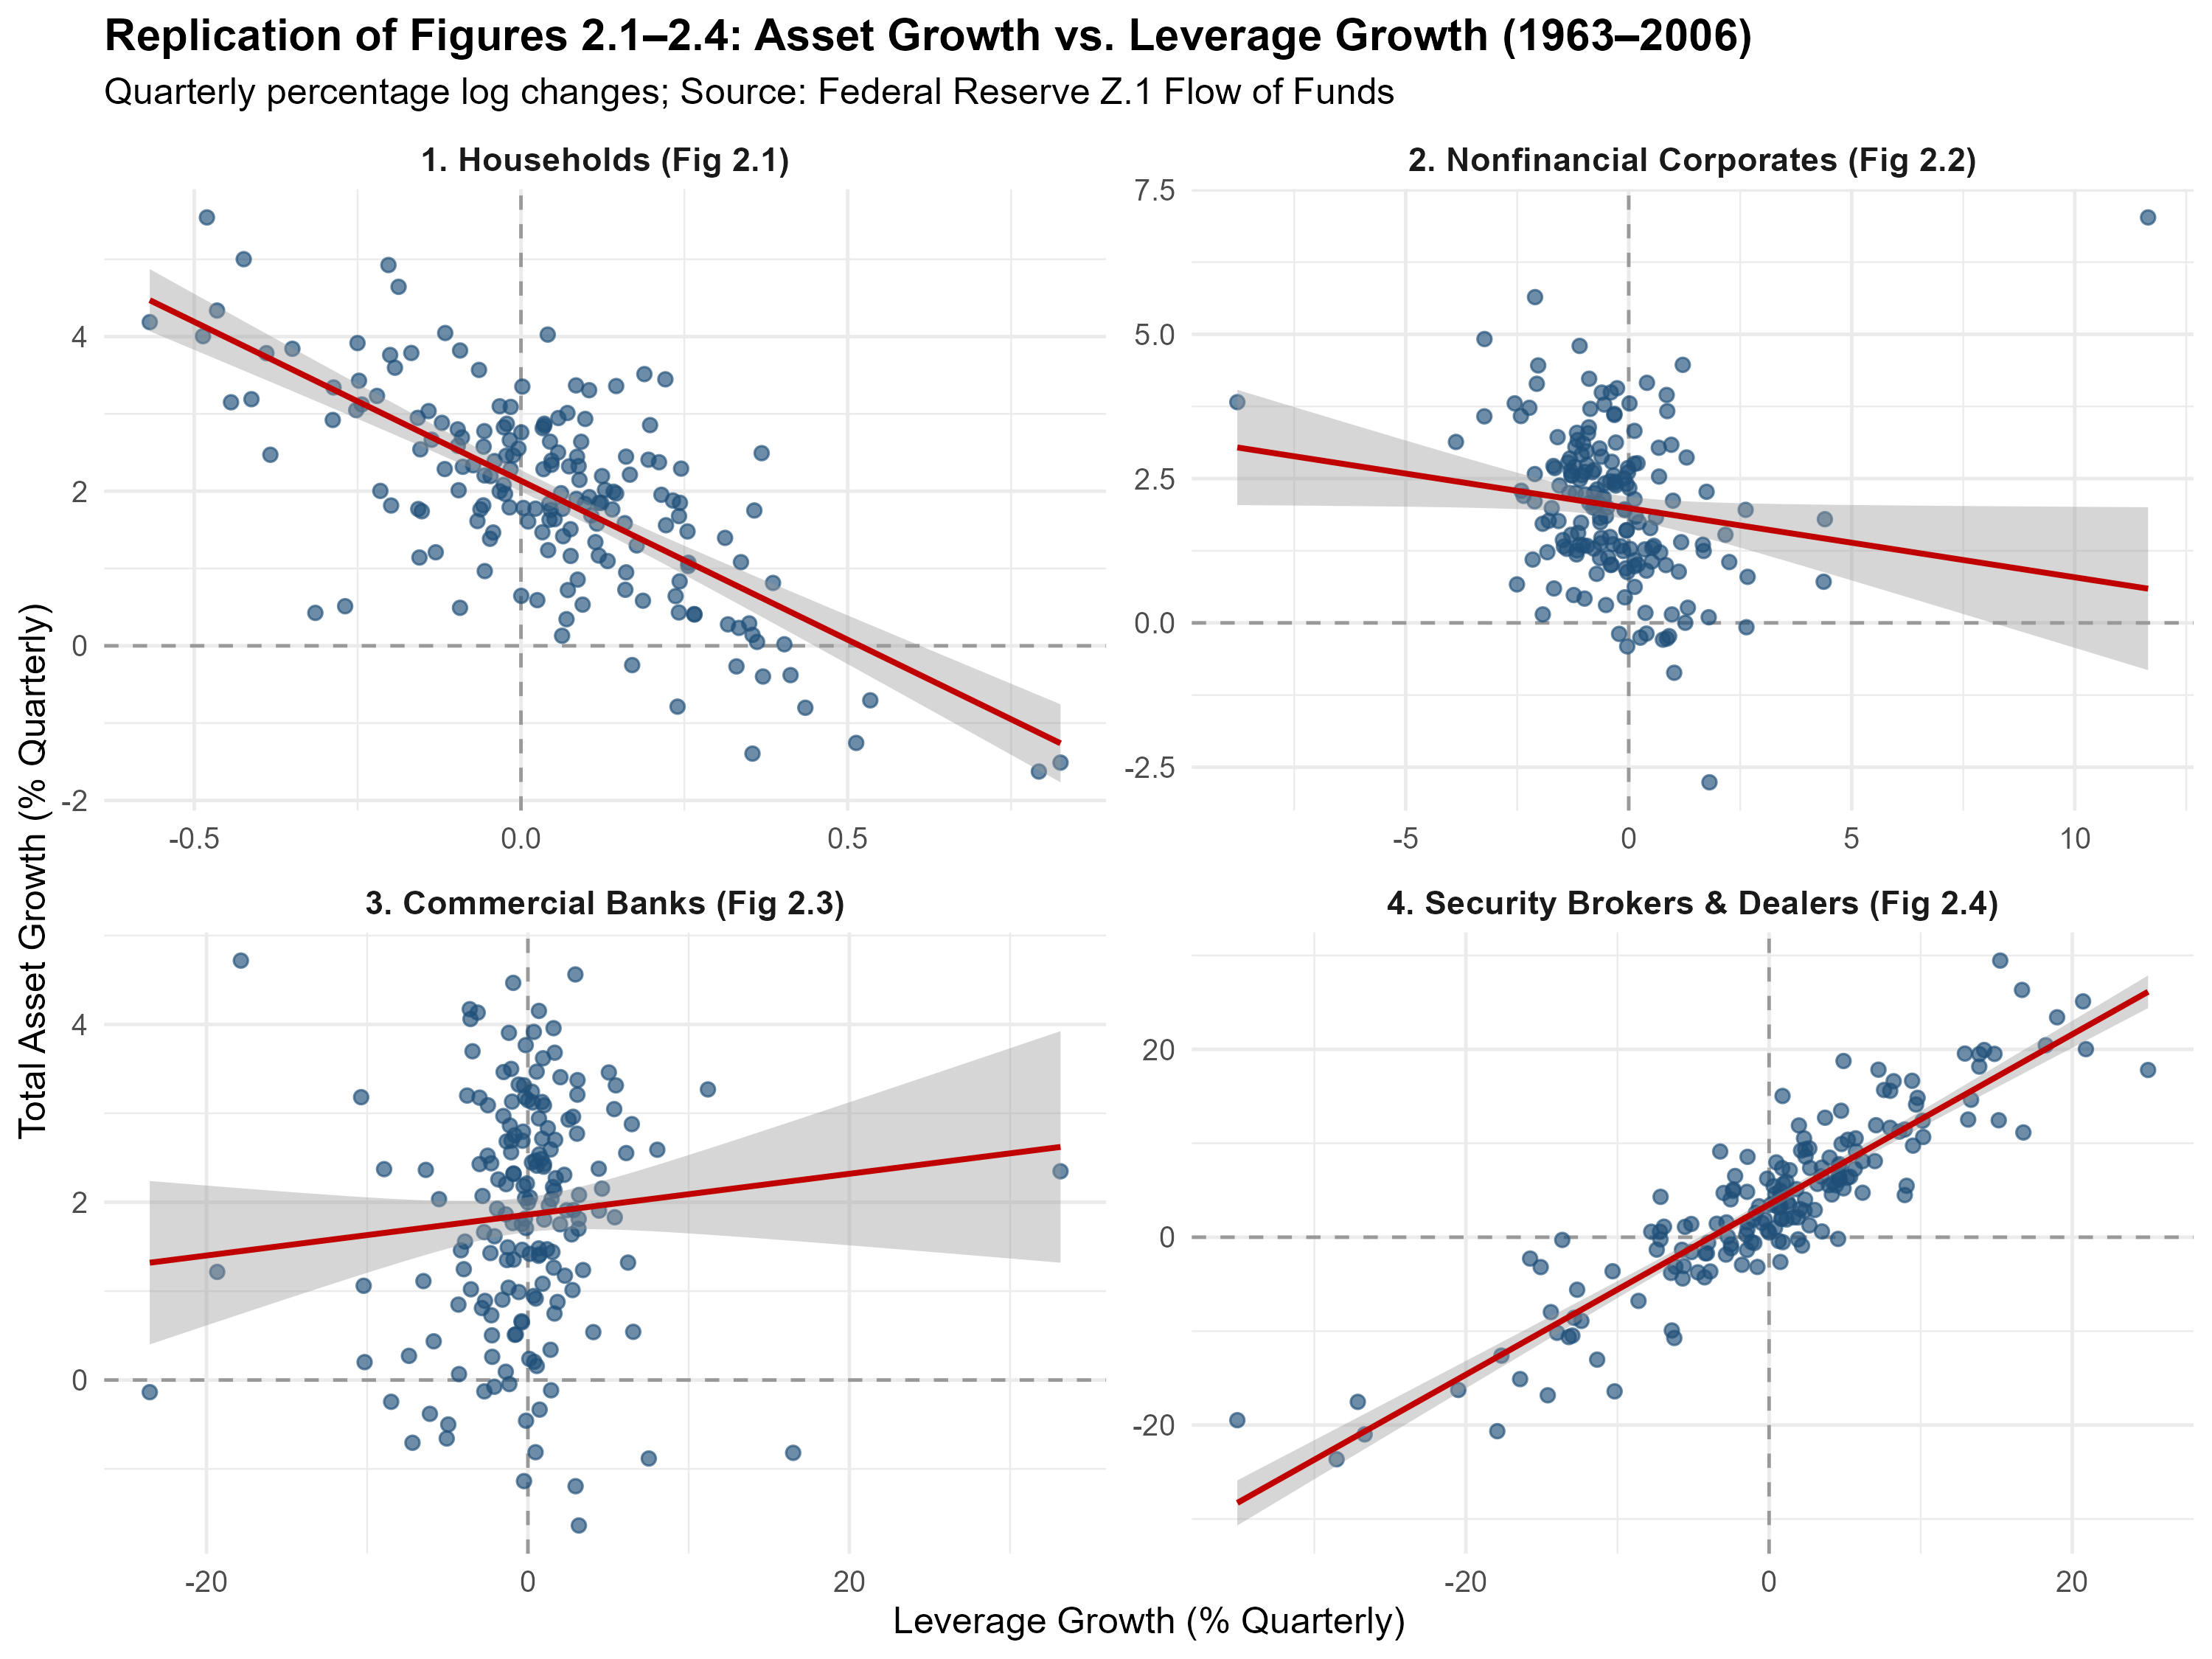 Replication of Figures 2.1–2.4: Asset Growth vs. Leverage Growth (1963–2006)
Quarterly percentage log changes; Source: Federal Reserve Z.1 Flow of Funds
Total Asset Growth (% Quarterly)
1. Households (Fig 2.1)
4
2
0
-2
-0.5 0.0 0.5
2. Nonfinancial Corporates (Fig 2.2)
7.5
5.0
2.5
0.0
-2.5
-5 0 5 10
3. Commercial Banks (Fig 2.3)
4
2
0
-20 0 20
4. Security Brokers & Dealers (Fig 2.4)
20
0
-20
-20 0 20
Leverage Growth (% Quarterly)